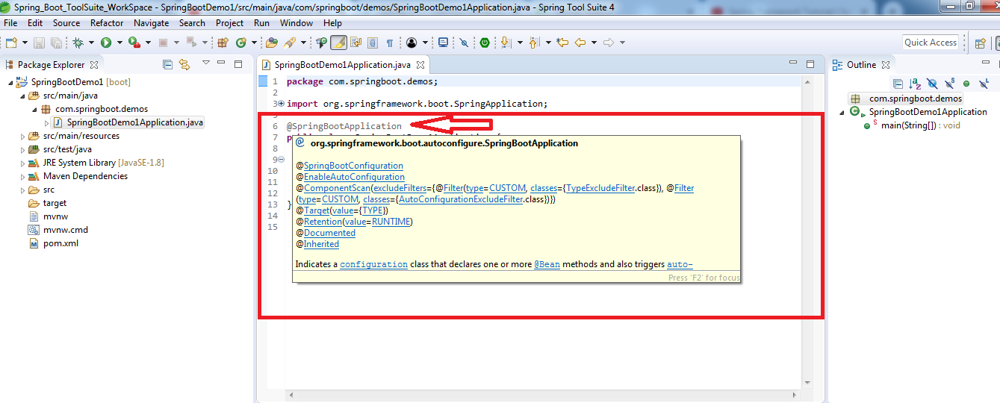 Spring_Boot_ToolSuite_WorkSpace - SpringBootDemo1/src/main/java/com/springboot/demos/SpringBootDemo1Application.java - Spring Tool Suite 4
File Edit Source Refactor Navigate Search Project Run Window Help
Quick Access
Package Explorer
SpringBootDemo1 [boot]
src/main/java
com.springboot.demos
SpringBootDemo1Application.java
src/main/resources
src/test/java
JRE System Library [JavaSE-1.8]
Maven Dependencies
src
target
mvnw
mvnw.cmd
pom.xml
SpringBootDemo1Application.java
1 package com.springboot.demos;
2
3 import org.springframework.boot.SpringApplication;
5
6 @SpringBootApplication
7
9
10
11
12
13 }
14
15
org.springframework.boot.autoconfigure.SpringBootApplication
@SpringBootConfiguration
@EnableAutoConfiguration
@ComponentScan(excludeFilters={@Filter(type=CUSTOM, classes={TypeExcludeFilter.class}), @Filter
(type=CUSTOM, classes={AutoConfigurationExcludeFilter.class})})
@Target(value={TYPE})
@Retention(value=RUNTIME)
@Documented
@Inherited
Indicates a configuration class that declares one or more @Bean methods and also triggers auto-
Press 'F2' for focus
Outline
com.springboot.demos
SpringBootDemo1Application
main(String[]) : void